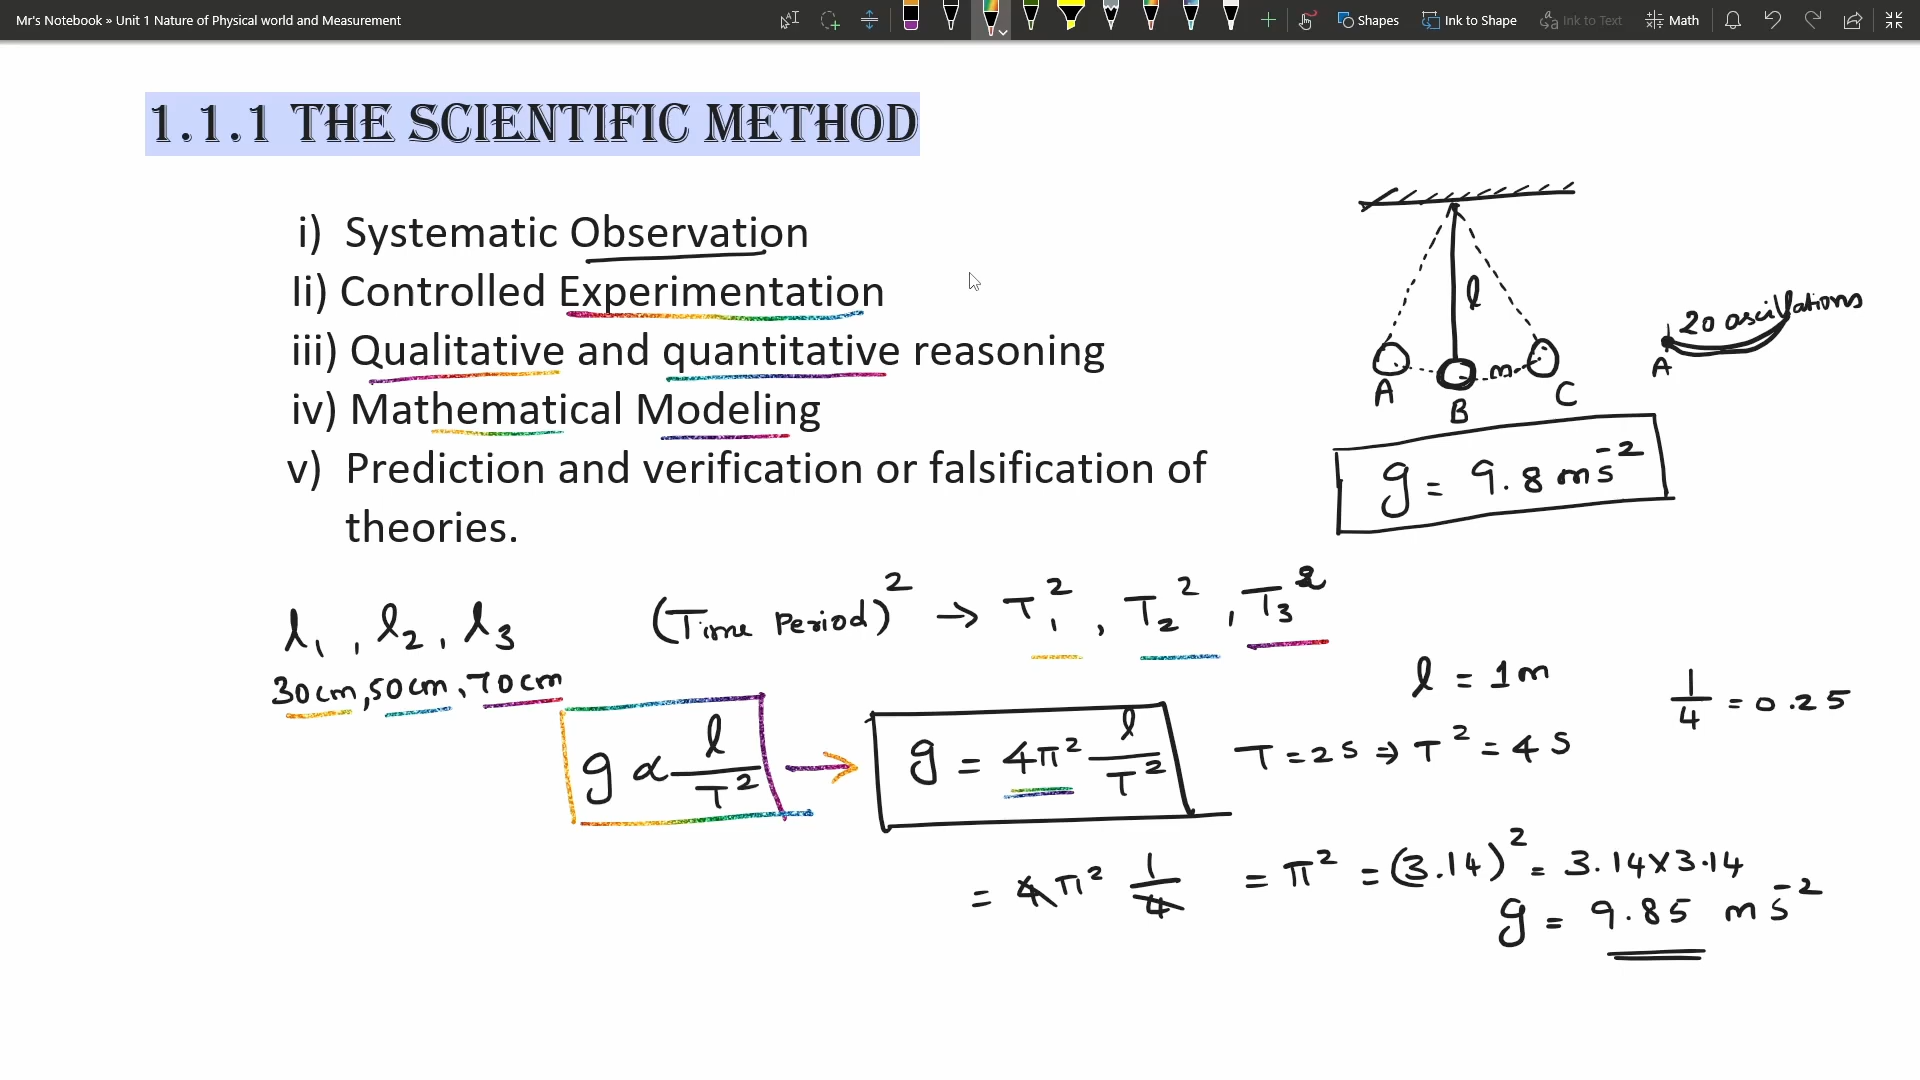 Mr's Notebook » Unit 1 Nature of Physical world and Measurement
Shapes Ink to Shape Ink to Text Math
1.1.1 THE SCIENTIFIC METHOD
i) Systematic Observation
Ii) Controlled Experimentation
iii) Qualitative and quantitative reasoning
iv) Mathematical Modeling
v) Prediction and verification or falsification of
theories.
l
m
A B C
20 oscillations
A
g = 9.8 ms⁻²
l₁, l₂, l₃
30cm, 50cm, 70cm
(Time Period)² → T₁², T₂², T₃²
g ∝ l/T² → g = 4π² l/T²
l = 1m
1/4 = 0.25
T = 2s ⇒ T² = 4s
= 4π² 1/4 = π² = (3.14)² = 3.14×3.14
g = 9.85 ms⁻²